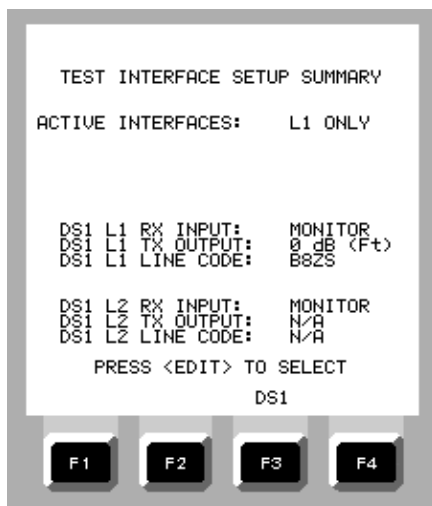 TEST INTERFACE SETUP SUMMARY
ACTIVE INTERFACES: L1 ONLY
DS1 L1 RX INPUT: MONITOR
DS1 L1 TX OUTPUT: 0 dB (Ft)
DS1 L1 LINE CODE: B8ZS
DS1 L2 RX INPUT: MONITOR
DS1 L2 TX OUTPUT: N/A
DS1 L2 LINE CODE: N/A
PRESS <EDIT> TO SELECT
DS1
F1 F2 F3 F4